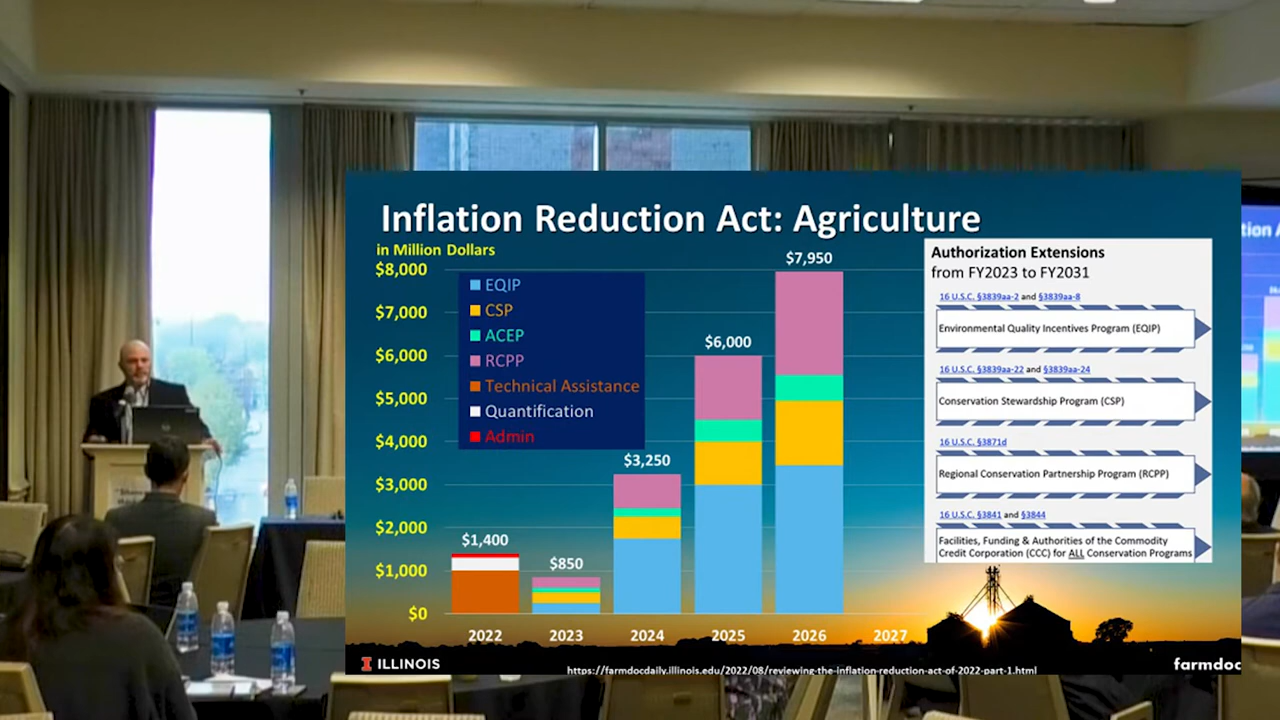 Inflation Reduction Act: Agriculture
in Million Dollars
$8,000
$7,000
$6,000
$5,000
$4,000
$3,000
$2,000
$1,000
$0
EQIP
CSP
ACEP
RCPP
Technical Assistance
Quantification
Admin
$1,400
$850
$3,250
$6,000
$7,950
2022
2023
2024
2025
2026
2027
Authorization Extensions
from FY2023 to FY2031
16 U.S.C. §3839aa-2 and §3839aa-8
Environmental Quality Incentives Program (EQIP)
16 U.S.C. §3839aa-22 and §3839aa-24
Conservation Stewardship Program (CSP)
16 U.S.C. §3871d
Regional Conservation Partnership Program (RCPP)
16 U.S.C. §3841 and §3844
Facilities, Funding & Authorities of the Commodity
Credit Corporation (CCC) for ALL Conservation Programs
I ILLINOIS
https://farmdocdaily.illinois.edu/2022/08/reviewing-the-inflation-reduction-act-of-2022-part-1.html
farmdoc
tion A